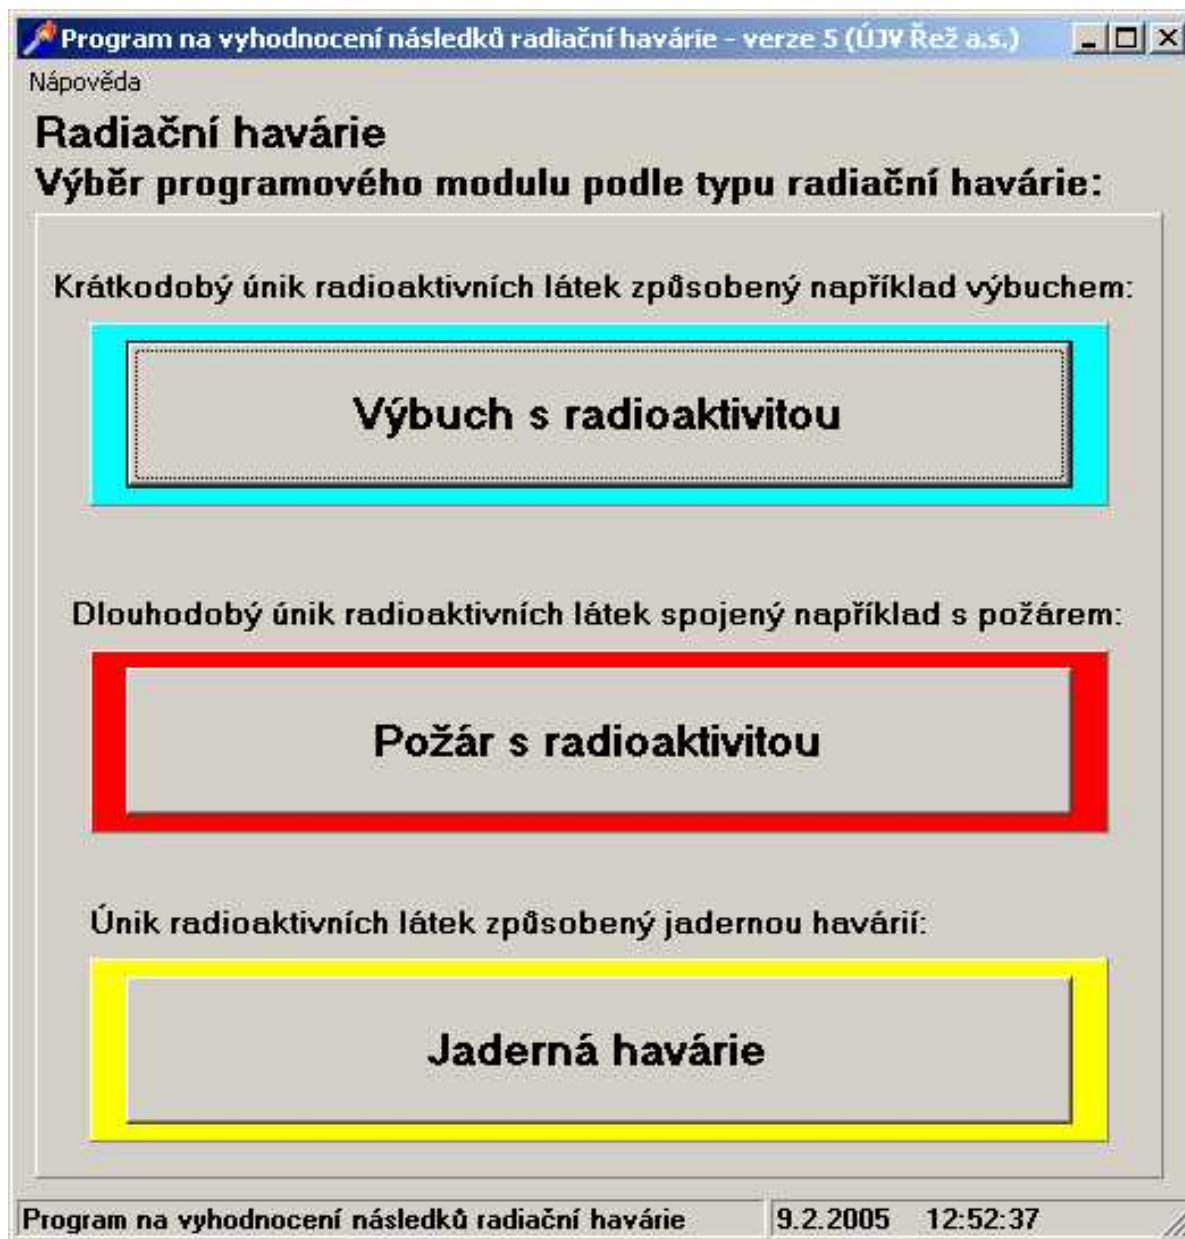 Program na vyhodnocení následků radiační havárie - verze 5 (ÚJV Řež a.s.)
Nápověda
Radiační havárie
Výběr programového modulu podle typu radiační havárie:
Krátkodobý únik radioaktivních látek způsobený například výbuchem:
Výbuch s radioaktivitou
Dlouhodobý únik radioaktivních látek spojený například s požárem:
Požár s radioaktivitou
Únik radioaktivních látek způsobený jadernou havárií:
Jaderná havárie
Program na vyhodnocení následků radiační havárie 9.2.2005 12:52:37